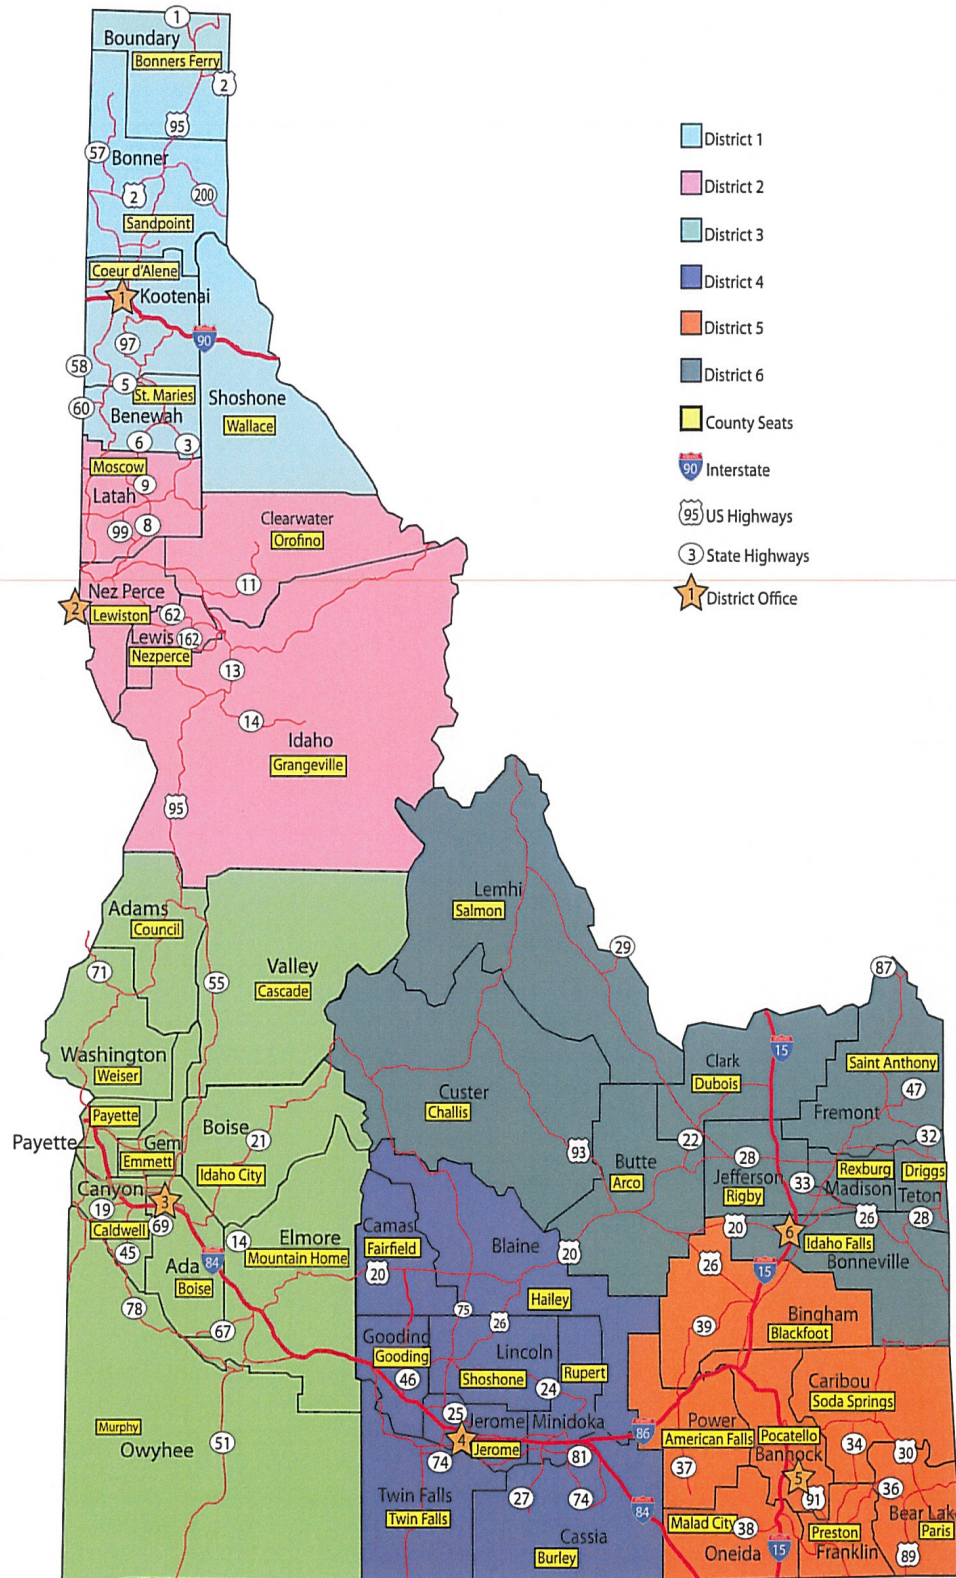 1
Boundary
Bonners Ferry
2
95
57
Bonner
2
200
Sandpoint
Coeur d'Alene
1
Kootenai
97
90
58
5
St. Maries
60
Benewah
Shoshone
Wallace
6
3
Moscow
9
Latah
99
8
Clearwater
Orofino
11
Nez Perce
2
Lewiston
62
Lewis
162
Nezperce
13
14
Idaho
Grangeville
95
District 1
District 2
District 3
District 4
District 5
District 6
County Seats
90
Interstate
95
US Highways
3
State Highways
1
District Office
Adams
Council
71
55
Valley
Cascade
Washington
Weiser
Payette
Payette
Gem
Emmett
Boise
21
Idaho City
Canyon
3
19
Caldwell
69
45
14
Elmore
Mountain Home
Ada
84
Boise
78
67
Murphy
Owyhee
51
Lemhi
Salmon
29
87
Clark
Dubois
15
Saint Anthony
47
Fremont
32
Custer
Challis
93
22
28
Butte
Arco
Jefferson
Rigby
33
Rexburg
Madison
Driggs
Teton
28
26
20
6
Idaho Falls
Bonneville
26
15
Camas
Fairfield
20
Blaine
20
Hailey
75
26
Gooding
Gooding
46
Lincoln
Shoshone
24
Rupert
25
Jerome
4
Jerome
Minidoka
74
81
86
27
74
84
Twin Falls
Twin Falls
Cassia
Burley
39
Bingham
Blackfoot
Caribou
Soda Springs
Power
American Falls
Pocatello
Bannock
34
30
37
5
91
36
Malad City
38
Oneida
15
Preston
Franklin
Bear Lak
Paris
89